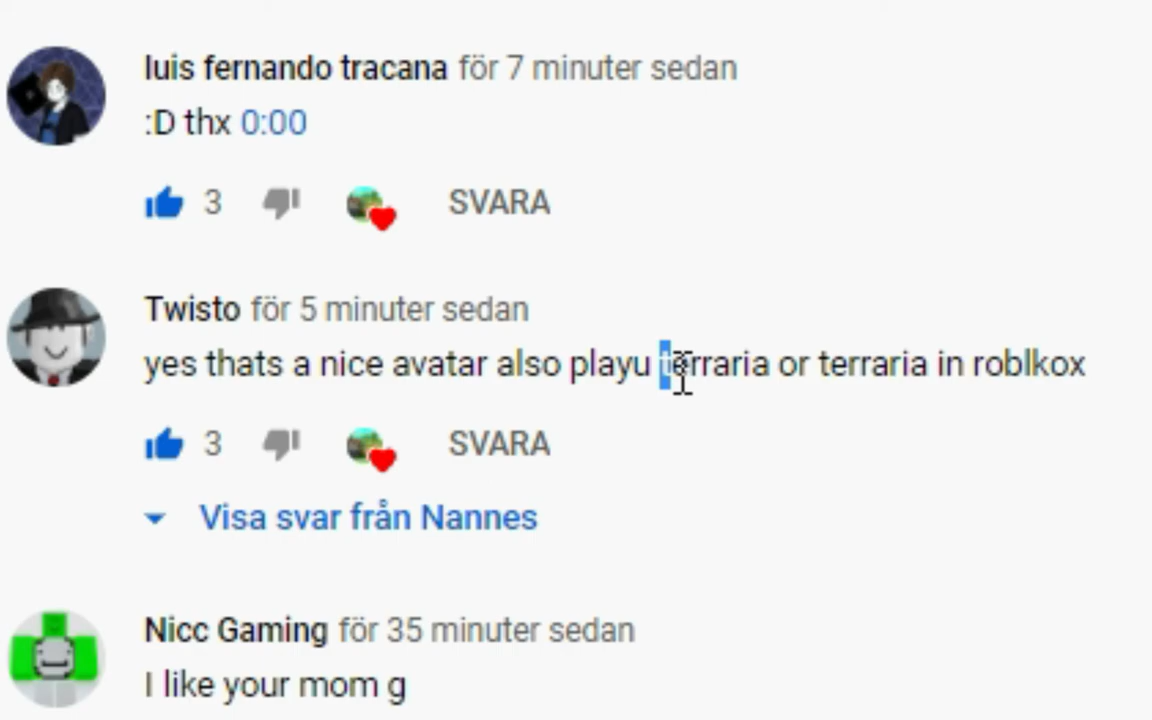 luis fernando tracana för 7 minuter sedan
:D thx 0:00
3 SVARA
Twisto för 5 minuter sedan
yes thats a nice avatar also playu terraria or terraria in roblkox
3 SVARA
Visa svar från Nannes
Nicc Gaming för 35 minuter sedan
I like your mom g